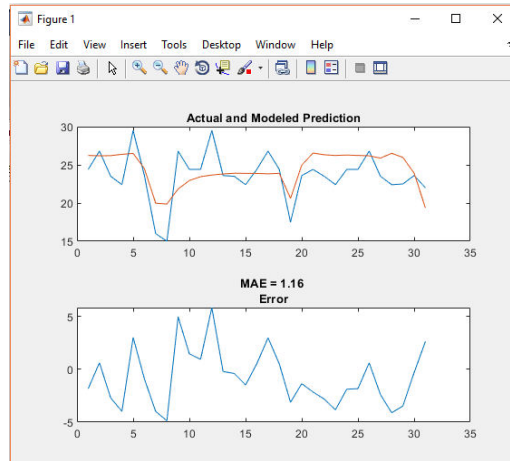 Figure 1
File Edit View Insert Tools Desktop Window Help
Actual and Modeled Prediction
30
25
20
15
0 5 10 15 20 25 30 35
MAE = 1.16
Error
5
0
-5
0 5 10 15 20 25 30 35